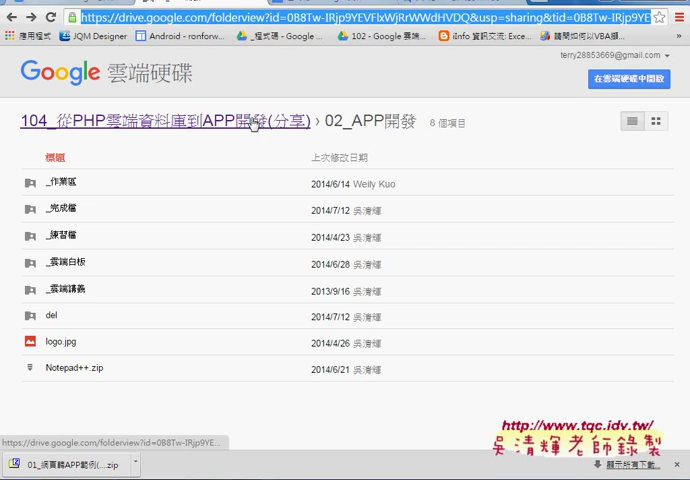 https://drive.google.com/folderview?id=0B8Tw-IRjp9YEVFlxWjRrWWdHVDQ&usp=sharing&tid=0B8Tw-IRjp9YE
應用程式
JQM Designer
Android - ronforw...
_程式碼 - Google ...
102 - Google 雲端...
iInfo 資訊交流: Exce...
請問如何以VBA擷...
terry28853669@gmail.com
Google 雲端硬碟
在雲端硬碟中開啟
104_從PHP雲端資料庫到APP開發(分享) › 02_APP開發 8 個項目
標題 上次修改日期
_作業區 2014/6/14 Weily Kuo
_完成檔 2014/7/12 吳清輝
_練習檔 2014/4/23 吳清輝
_雲端白板 2014/6/28 吳清輝
_雲端講義 2013/9/16 吳清輝
del 2014/7/12 吳清輝
logo.jpg 2014/4/26 吳清輝
Notepad++.zip 2014/6/21 吳清輝
http://www.tqc.idv.tw/
吳清輝老師錄製
https://drive.google.com/folderview?id=0B8Tw-IRjp9YE...
01_網頁轉APP範例(....zip
顯示所有下載...